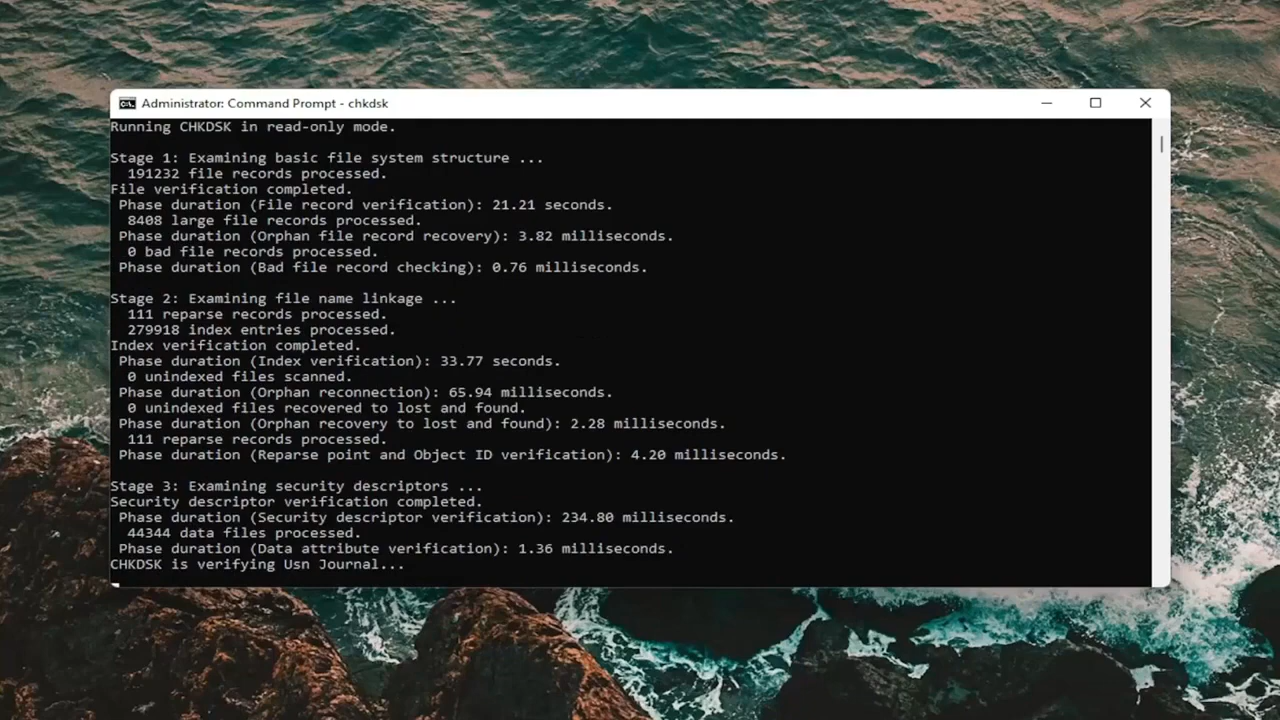 Administrator: Command Prompt - chkdsk
Running CHKDSK in read-only mode.
Stage 1: Examining basic file system structure ...
191232 file records processed.
File verification completed.
Phase duration (File record verification): 21.21 seconds.
8408 large file records processed.
Phase duration (Orphan file record recovery): 3.82 milliseconds.
0 bad file records processed.
Phase duration (Bad file record checking): 0.76 milliseconds.
Stage 2: Examining file name linkage ...
111 reparse records processed.
279918 index entries processed.
Index verification completed.
Phase duration (Index verification): 33.77 seconds.
0 unindexed files scanned.
Phase duration (Orphan reconnection): 65.94 milliseconds.
0 unindexed files recovered to lost and found.
Phase duration (Orphan recovery to lost and found): 2.28 milliseconds.
111 reparse records processed.
Phase duration (Reparse point and Object ID verification): 4.20 milliseconds.
Stage 3: Examining security descriptors ...
Security descriptor verification completed.
Phase duration (Security descriptor verification): 234.80 milliseconds.
44344 data files processed.
Phase duration (Data attribute verification): 1.36 milliseconds.
CHKDSK is verifying Usn Journal...